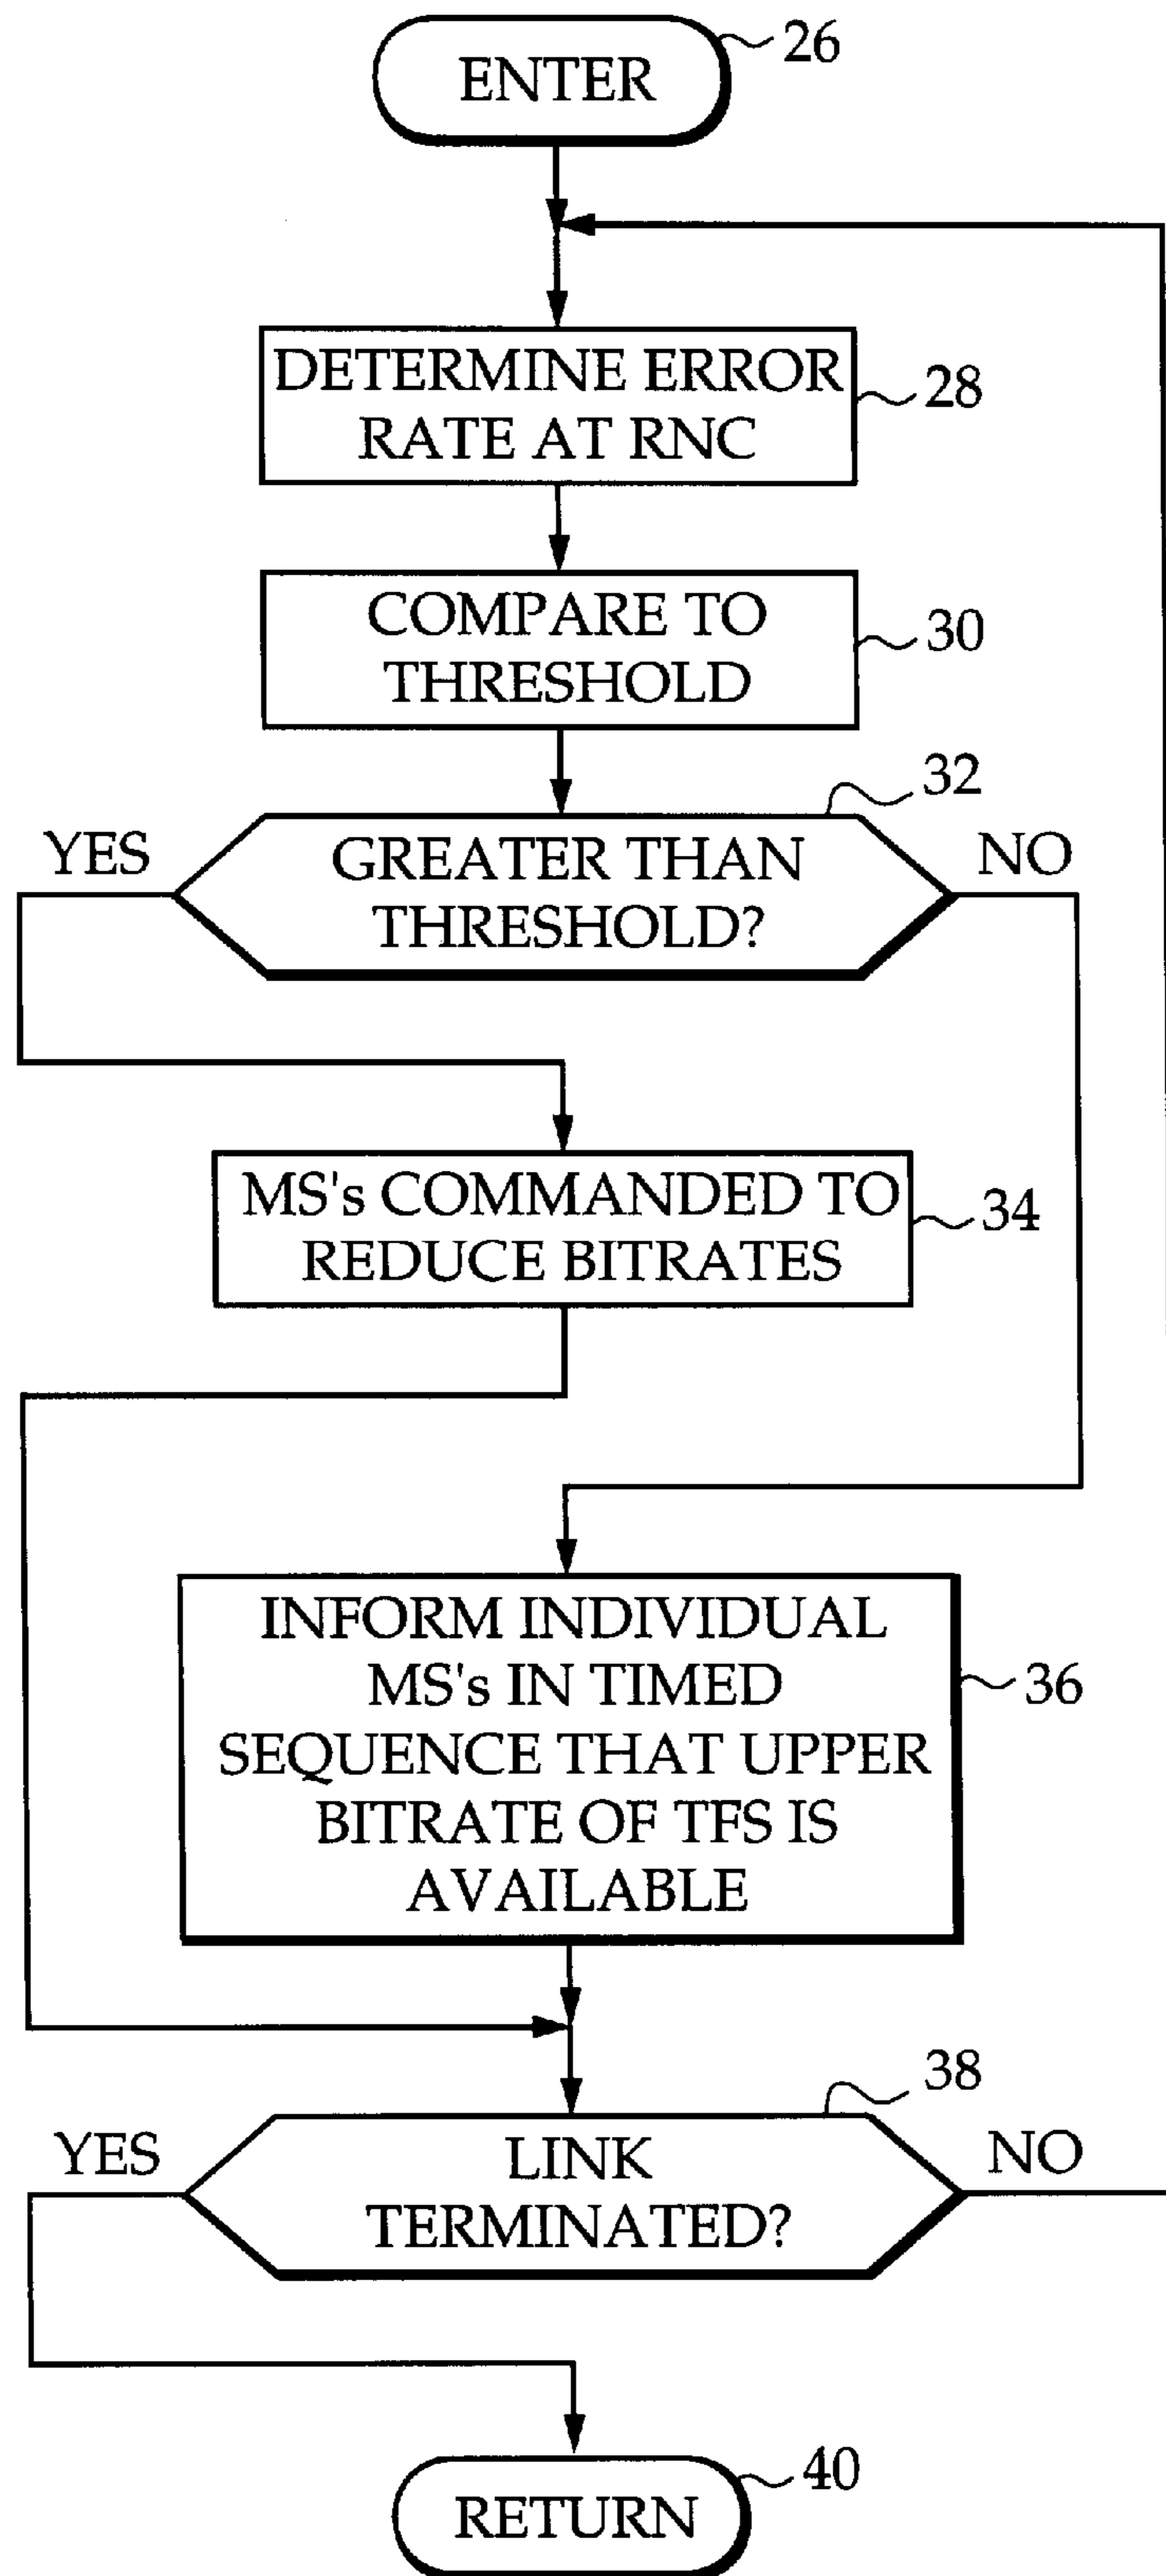 ENTER
26
DETERMINE ERROR
RATE AT RNC
28
COMPARE TO
THRESHOLD
30
32
YES
GREATER THAN
THRESHOLD?
NO
MS's COMMANDED TO
REDUCE BITRATES
34
INFORM INDIVIDUAL
MS's IN TIMED
SEQUENCE THAT UPPER
BITRATE OF TFS IS
AVAILABLE
36
38
YES
LINK
TERMINATED?
NO
RETURN
40